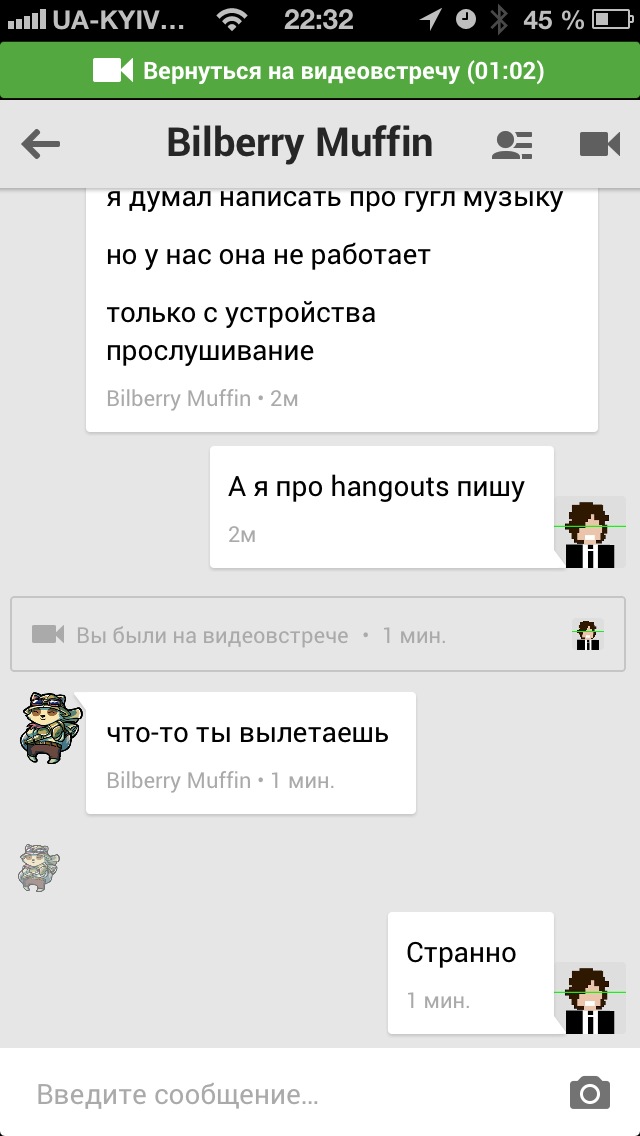 UA-KYIV... 22:32 45 %
Вернуться на видеовстречу (01:02)
Bilberry Muffin
я думал написать про гугл музыку
но у нас она не работает
только с устройства
прослушивание
Bilberry Muffin • 2м
А я про hangouts пишу
2м
Вы были на видеовстрече • 1 мин.
что-то ты вылетаешь
Bilberry Muffin • 1 мин.
Странно
1 мин.
Введите сообщение...